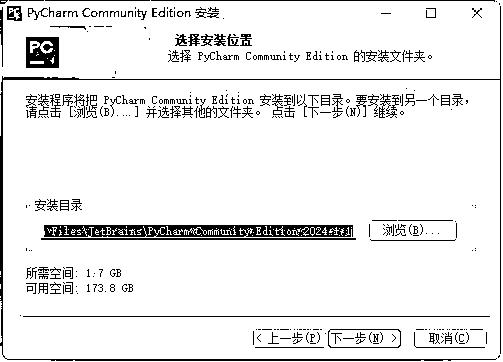 PyCharm Community Edition 安装
PC
选择安装位置
选择 PyCharm Community Edition 的安装文件夹。
安装程序将把 PyCharm Community Edition 安装到以下目录。要安装到另一个目录，
请点击 [浏览(B)...] 并选择其他的文件夹。 点击 [下一步(N)] 继续。
安装目录
Files\JetBrains\PyCharm Community Edition 2024
浏览(B)...
所需空间: 1.7 GB
可用空间: 173.8 GB
< 上一步(P)
下一步(N) >
取消(C)